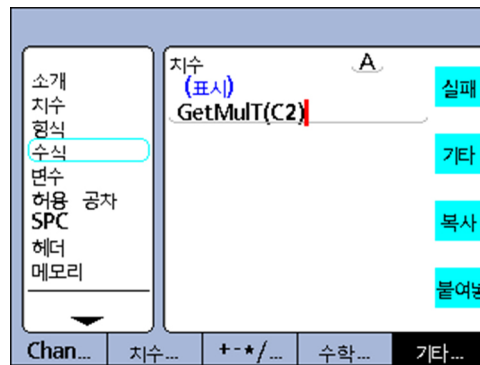 소개
치수
형식
수식
변수
허용 공차
SPC
헤더
메모리
치수
A
(표시)
GetMulT(C2)
실패
기타
복사
붙여넣
Chan...
치수...
+-*/...
수학...
기타...